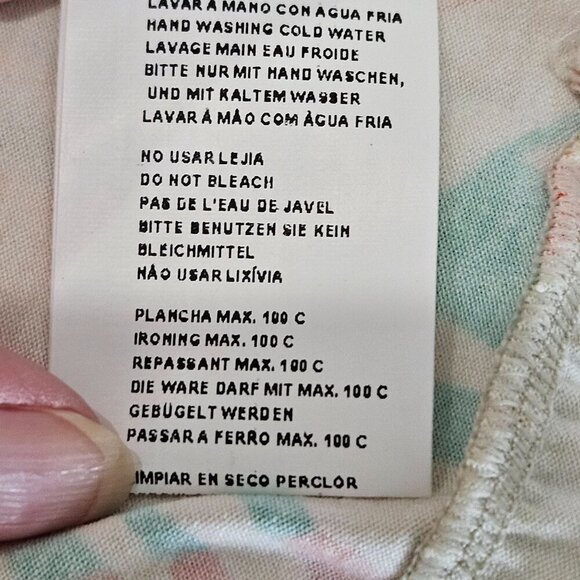 LAVAR A MANO CON AGUA FRIA
HAND WASHING COLD WATER
LAVAGE MAIN EAU FROIDE
BITTE NUR MIT HAND WASCHEN,
UND MIT KALTEM WASSER
LAVAR À MÃO COM ÀGUA FRIA
NO USAR LEJIA
DO NOT BLEACH
PAS DE L'EAU DE JAVEL
BITTE BENUTZEN SIE KEIN
BLEICHMITTEL
NÃO USAR LIXÍVIA
PLANCHA MAX. 100 C
IRONING MAX. 100 C
REPASSANT MAX. 100 C
DIE WARE DARF MIT MAX. 100 C
GEBÜGELT WERDEN
PASSAR A FERRO MAX. 100 C
IMPIAR EN SECO PERCLÓR